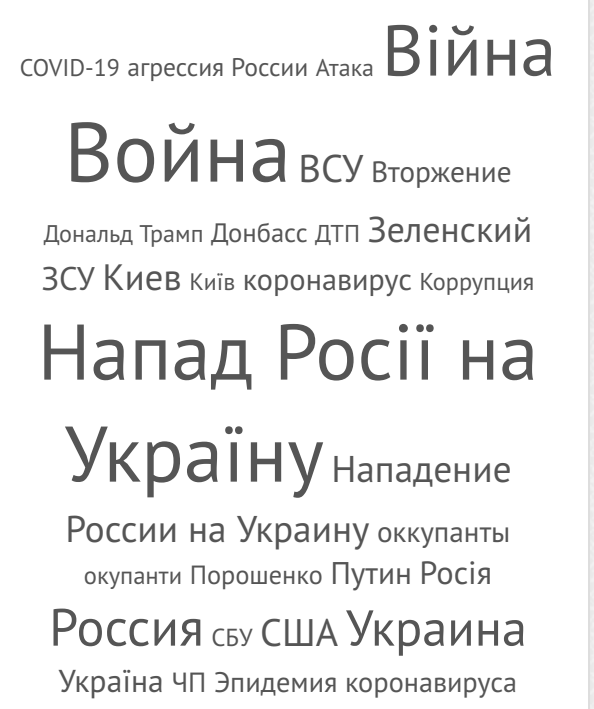 COVID-19 агрессия России Атака Війна
Война ВСУ Вторжение
Дональд Трамп Донбасс ДТП Зеленский
ЗСУ Киев Київ коронавирус Коррупция
Напад Росії на
Україну Нападение
России на Украину оккупанты
окупанти Порошенко Путин Росія
Россия СБУ США Украина
Україна ЧП Эпидемия коронавируса